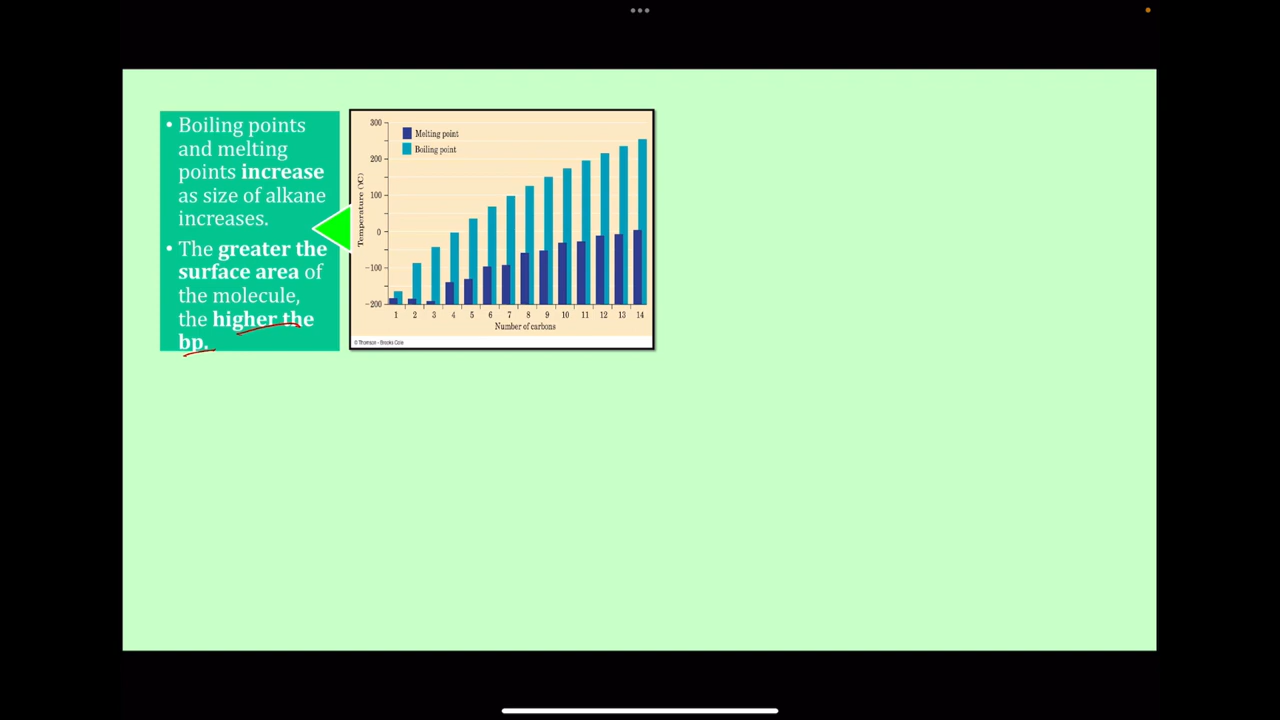 • Boiling points
and melting
points increase
as size of alkane
increases.
• The greater the
surface area of
the molecule,
the higher the
bp.
300
200
100
0
-100
-200
Temperature (°C)
Melting point
Boiling point
1 2 3 4 5 6 7 8 9 10 11 12 13 14
Number of carbons
© Thomson - Brooks Cole